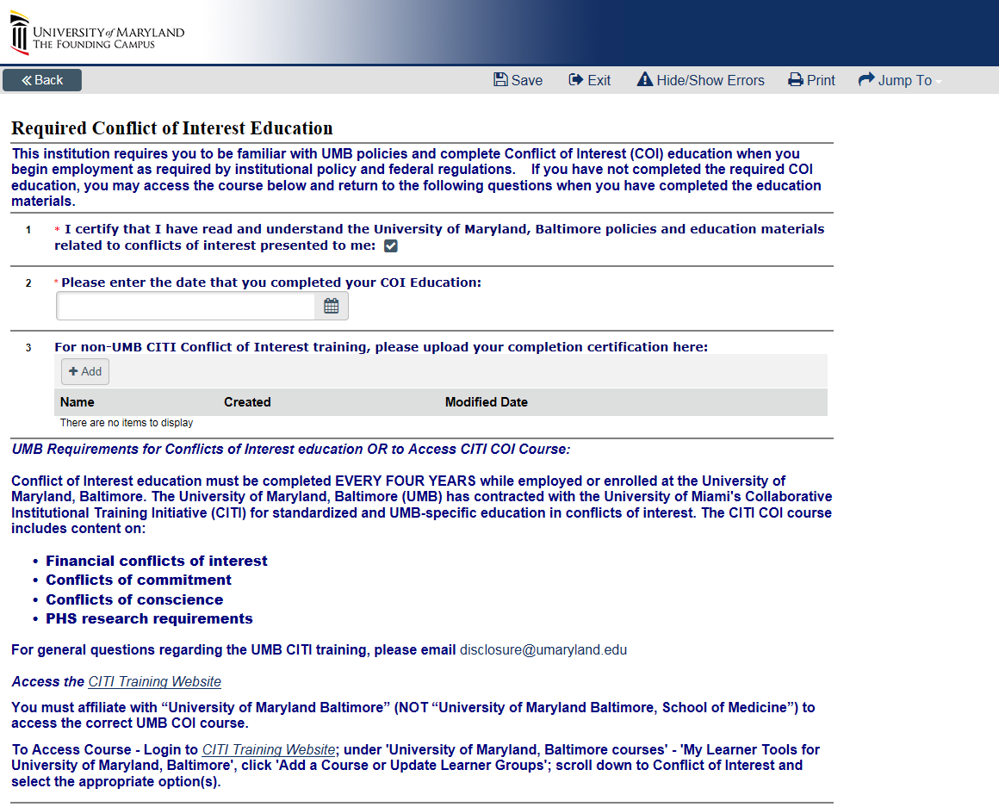 UNIVERSITY of MARYLAND
THE FOUNDING CAMPUS
Back
Save
Exit
Hide/Show Errors
Print
Jump To
Required Conflict of Interest Education
This institution requires you to be familiar with UMB policies and complete Conflict of Interest (COI) education when you
begin employment as required by institutional policy and federal regulations. If you have not completed the required COI
education, you may access the course below and return to the following questions when you have completed the education
materials.
1 * I certify that I have read and understand the University of Maryland, Baltimore policies and education materials
related to conflicts of interest presented to me:
2 * Please enter the date that you completed your COI Education:
3 For non-UMB CITI Conflict of Interest training, please upload your completion certification here:
+ Add
Name Created Modified Date
There are no items to display
UMB Requirements for Conflicts of Interest education OR to Access CITI COI Course:
Conflict of Interest education must be completed EVERY FOUR YEARS while employed or enrolled at the University of
Maryland, Baltimore. The University of Maryland, Baltimore (UMB) has contracted with the University of Miami's Collaborative
Institutional Training Initiative (CITI) for standardized and UMB-specific education in conflicts of interest. The CITI COI course
includes content on:
• Financial conflicts of interest
• Conflicts of commitment
• Conflicts of conscience
• PHS research requirements
For general questions regarding the UMB CITI training, please email disclosure@umaryland.edu
Access the CITI Training Website
You must affiliate with “University of Maryland Baltimore” (NOT “University of Maryland Baltimore, School of Medicine”) to
access the correct UMB COI course.
To Access Course - Login to CITI Training Website; under 'University of Maryland, Baltimore courses' - 'My Learner Tools for
University of Maryland, Baltimore', click 'Add a Course or Update Learner Groups'; scroll down to Conflict of Interest and
select the appropriate option(s).